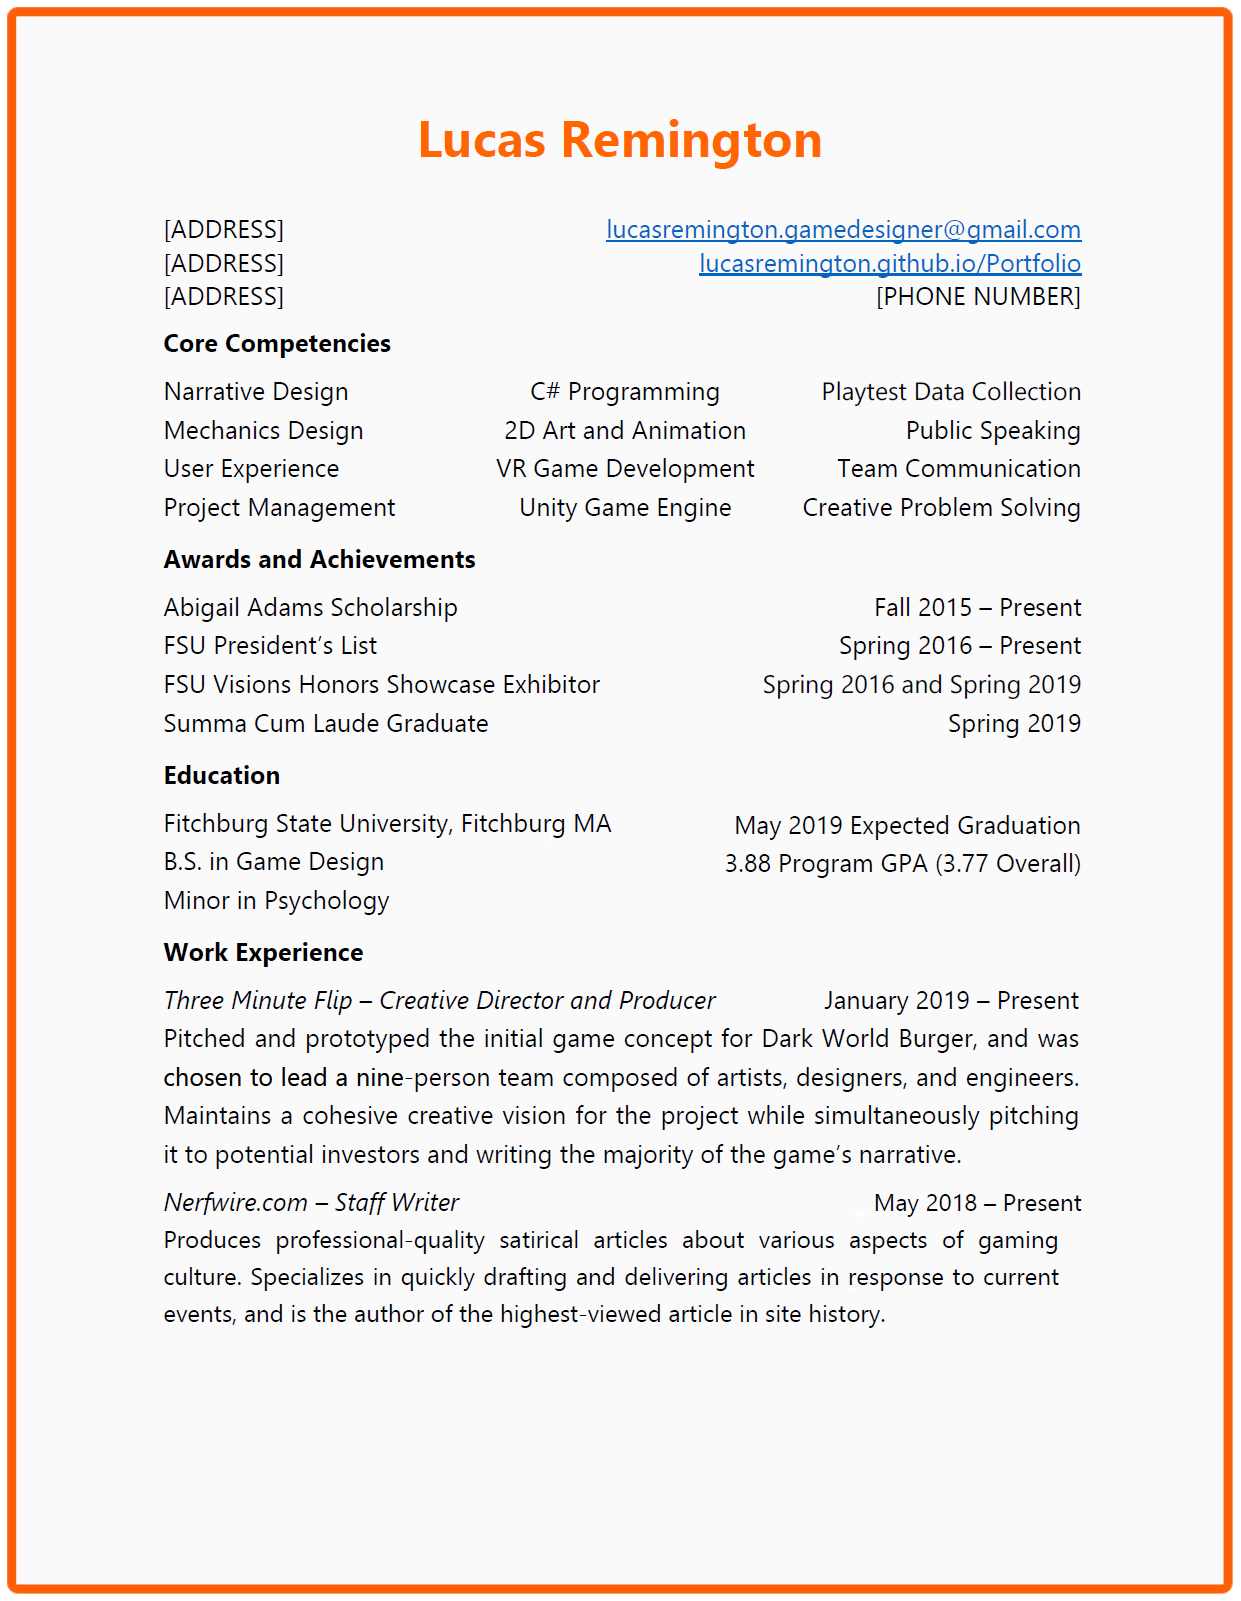 Lucas Remington
[ADDRESS] lucasremington.gamedesigner@gmail.com
[ADDRESS] lucasremington.github.io/Portfolio
[ADDRESS] [PHONE NUMBER]
Core Competencies
Narrative Design C# Programming Playtest Data Collection
Mechanics Design 2D Art and Animation Public Speaking
User Experience VR Game Development Team Communication
Project Management Unity Game Engine Creative Problem Solving
Awards and Achievements
Abigail Adams Scholarship Fall 2015 – Present
FSU President’s List Spring 2016 – Present
FSU Visions Honors Showcase Exhibitor Spring 2016 and Spring 2019
Summa Cum Laude Graduate Spring 2019
Education
Fitchburg State University, Fitchburg MA May 2019 Expected Graduation
B.S. in Game Design 3.88 Program GPA (3.77 Overall)
Minor in Psychology
Work Experience
Three Minute Flip – Creative Director and Producer January 2019 – Present
Pitched and prototyped the initial game concept for Dark World Burger, and was
chosen to lead a nine-person team composed of artists, designers, and engineers.
Maintains a cohesive creative vision for the project while simultaneously pitching
it to potential investors and writing the majority of the game’s narrative.
Nerfwire.com – Staff Writer May 2018 – Present
Produces professional-quality satirical articles about various aspects of gaming
culture. Specializes in quickly drafting and delivering articles in response to current
events, and is the author of the highest-viewed article in site history.